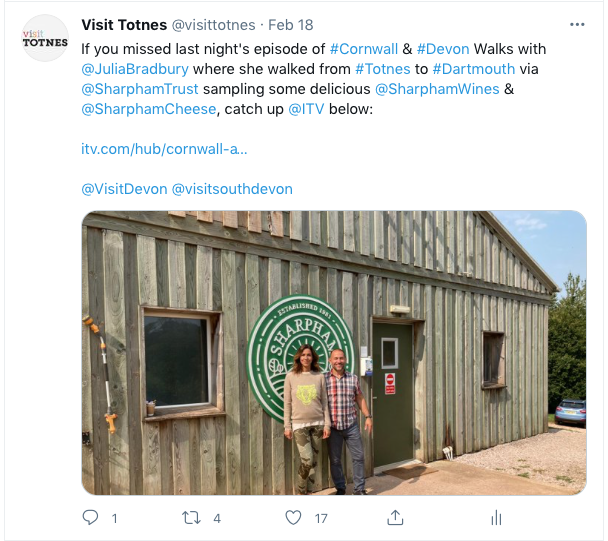 Visit Totnes @visittotnes · Feb 18
visit
TOTNES
If you missed last night's episode of #Cornwall & #Devon Walks with
@JuliaBradbury where she walked from #Totnes to #Dartmouth via
@SharphamTrust sampling some delicious @SharphamWines &
@SharphamCheese, catch up @ITV below:
itv.com/hub/cornwall-a...
@VisitDevon @visitsouthdevon
ESTABLISHED 1981
SHARPHAM
1
4
17